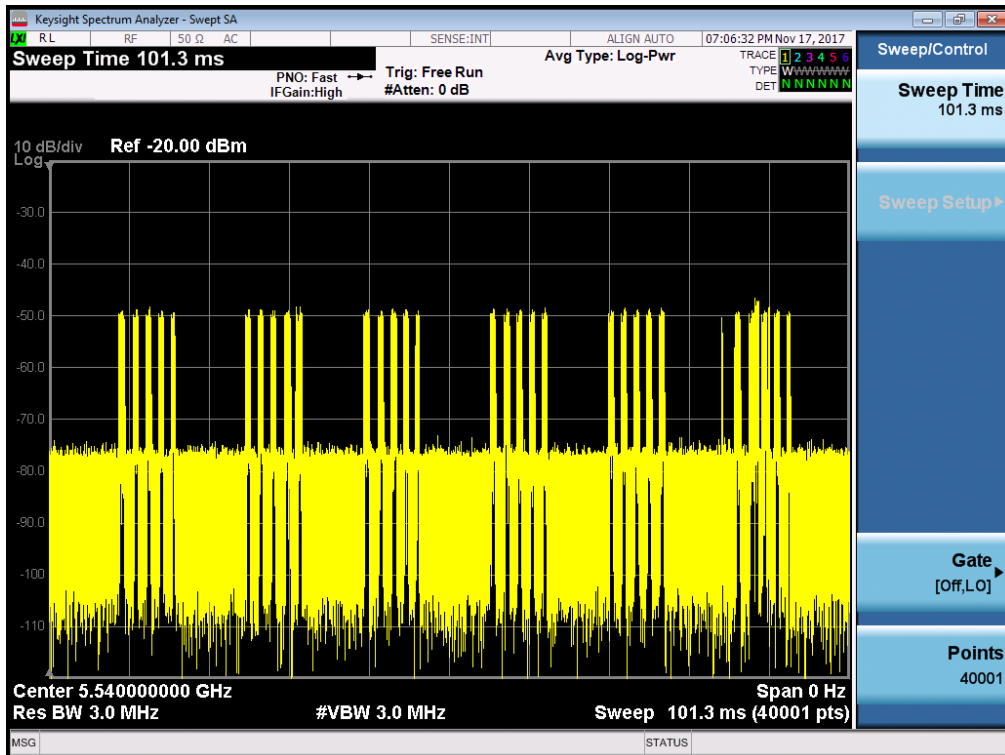 Keysight Spectrum Analyzer - Swept SA
LXI RL RF 50 Ω AC SENSE:INT ALIGN AUTO 07:06:32 PM Nov 17, 2017
Sweep Time 101.3 ms
PNO: Fast
IFGain:High
Trig: Free Run
#Atten: 0 dB
Avg Type: Log-Pwr
TRACE 1 2 3 4 5 6
TYPE WWWWWWW
DET N N N N N N
10 dB/div Ref -20.00 dBm
Log
-30.0
-40.0
-50.0
-60.0
-70.0
-80.0
-90.0
-100
-110
Center 5.540000000 GHz Span 0 Hz
Res BW 3.0 MHz #VBW 3.0 MHz Sweep 101.3 ms (40001 pts)
MSG STATUS
Sweep/Control
Sweep Time
101.3 ms
Sweep Setup
Gate
[Off,LO]
Points
40001